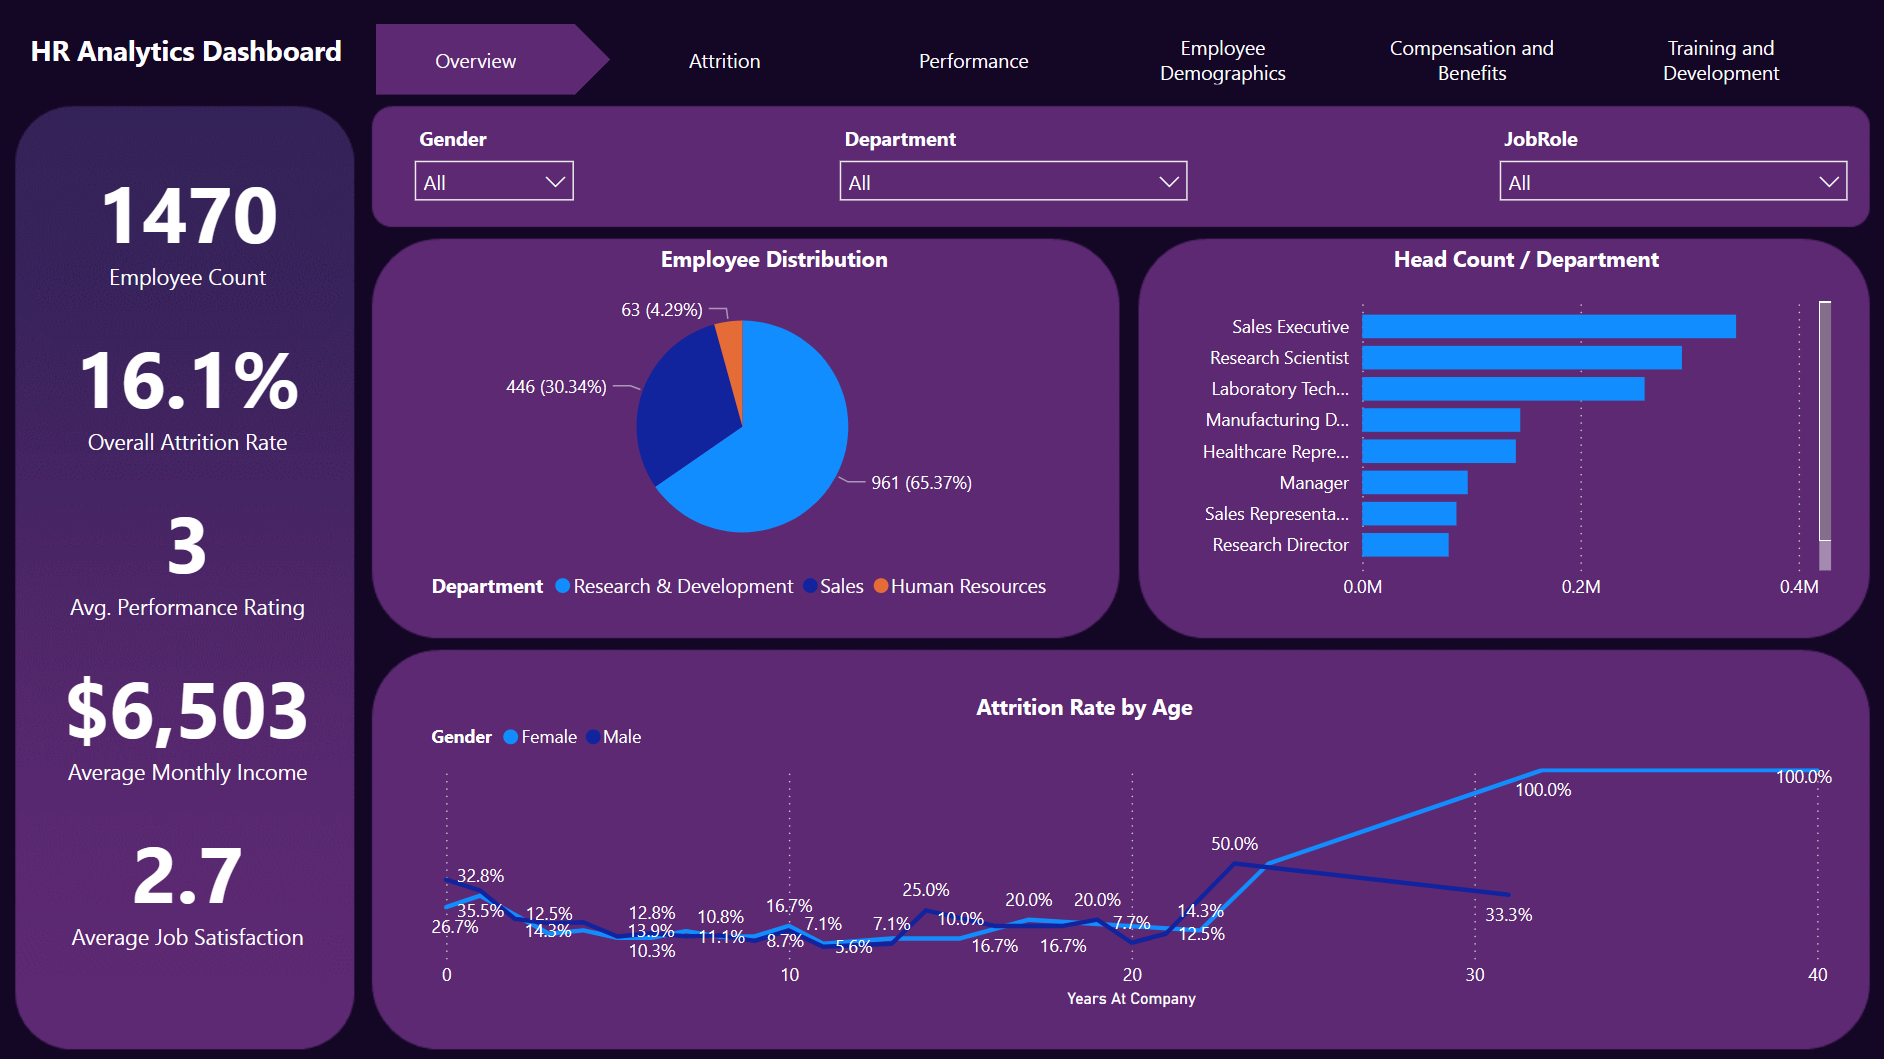 HR Analytics Dashboard
Overview
Attrition
Performance
Employee
Demographics
Compensation and
Benefits
Training and
Development
1470
Employee Count
16.1%
Overall Attrition Rate
3
Avg. Performance Rating
$6,503
Average Monthly Income
2.7
Average Job Satisfaction
Gender
All
Department
All
JobRole
All
Employee Distribution
63 (4.29%)
446 (30.34%)
961 (65.37%)
Department Research & Development Sales Human Resources
Head Count / Department
Sales Executive
Research Scientist
Laboratory Tech...
Manufacturing D...
Healthcare Repre...
Manager
Sales Representa...
Research Director
0.0M 0.2M 0.4M
Attrition Rate by Age
Gender Female Male
32.8%
35.5%
26.7%
12.5%
14.3%
12.8%
13.9%
10.3%
10.8%
11.1%
16.7%
8.7%
7.1%
5.6%
7.1%
25.0%
10.0%
16.7%
20.0%
16.7%
20.0%
7.7%
14.3%
12.5%
50.0%
100.0%
33.3%
100.0%
0 10 20 30 40
Years At Company